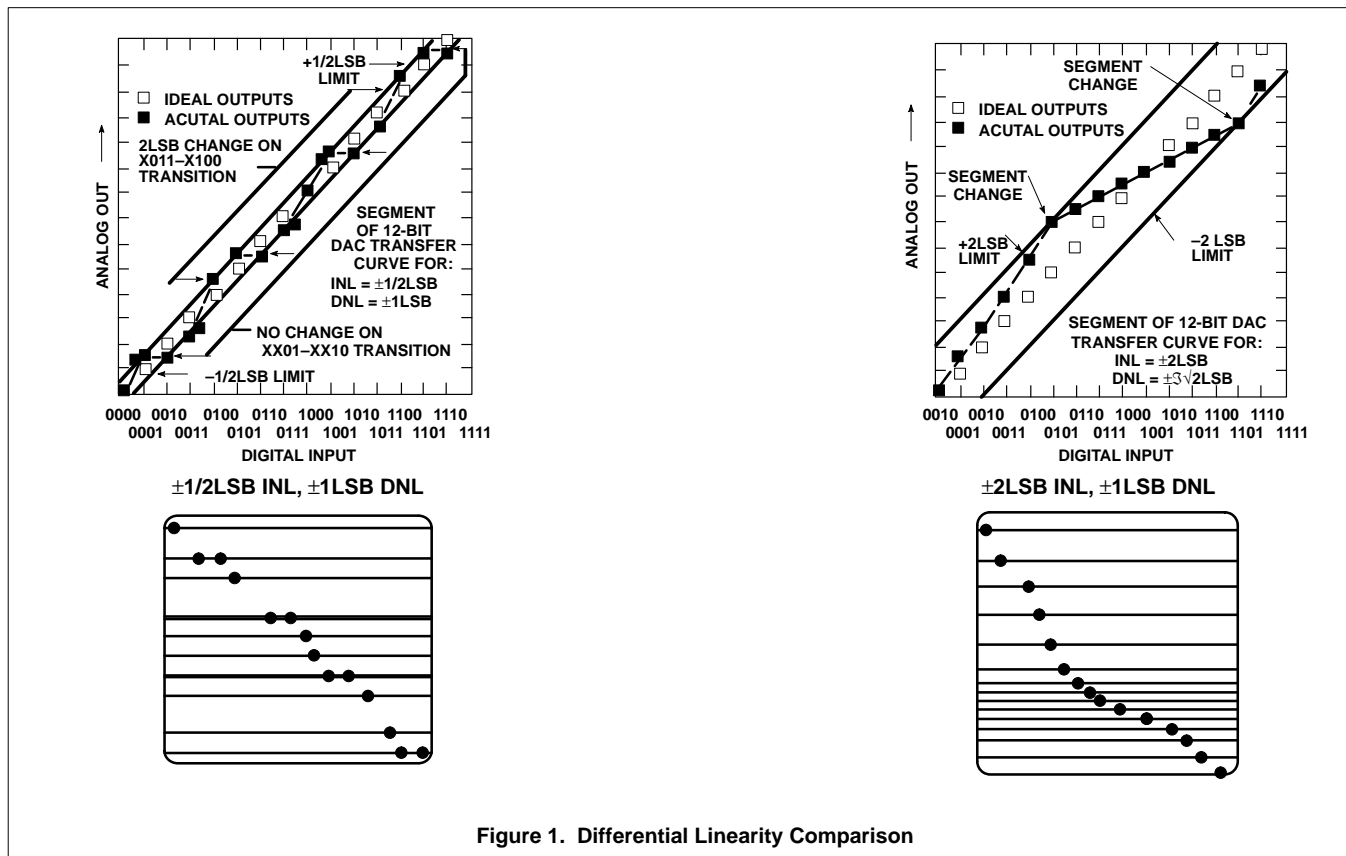 +1/2LSB
LIMIT
IDEAL OUTPUTS
ACUTAL OUTPUTS
2LSB CHANGE ON
X011–X100
TRANSITION
ANALOG OUT
SEGMENT
OF 12-BIT
DAC TRANSFER
CURVE FOR:
INL = ±1/2LSB
DNL = ±1LSB
NO CHANGE ON
XX01–XX10 TRANSITION
–1/2LSB LIMIT
0000 0010 0100 0110 1000 1010 1100 1110
0001 0011 0101 0111 1001 1011 1101 1111
DIGITAL INPUT
±1/2LSB INL, ±1LSB DNL
SEGMENT
CHANGE
IDEAL OUTPUTS
ACUTAL OUTPUTS
ANALOG OUT
SEGMENT
CHANGE
+2LSB
LIMIT
–2 LSB
LIMIT
SEGMENT OF 12-BIT DAC
TRANSFER CURVE FOR:
INL = ±2LSB
DNL = ±ℑ√2LSB
0010 0010 0100 0110 1000 1010 1100 1110
0001 0011 0101 0111 1001 1011 1101 1111
DIGITAL INPUT
±2LSB INL, ±1LSB DNL
Figure 1. Differential Linearity Comparison